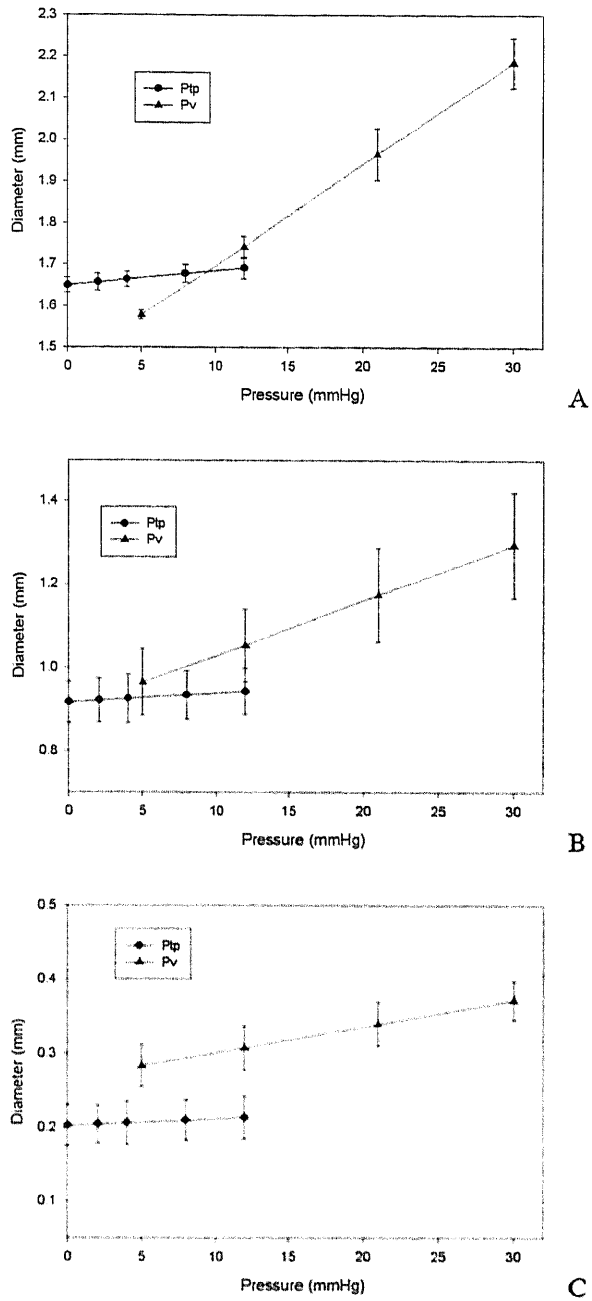 2.3
2.2
2.1
2.0
1.9
1.8
1.7
1.6
1.5
Diameter (mm)
Ptp
Pv
0 5 10 15 20 25 30
Pressure (mmHg)
A
1.4
1.2
1.0
0.8
Diameter (mm)
Ptp
Pv
0 5 10 15 20 25 30
Pressure (mmHg)
B
0 5
0.4
0.3
0.2
0 1
Diameter (mm)
Ptp
Pv
0 5 10 15 20 25 30
Pressure (mmHg)
C